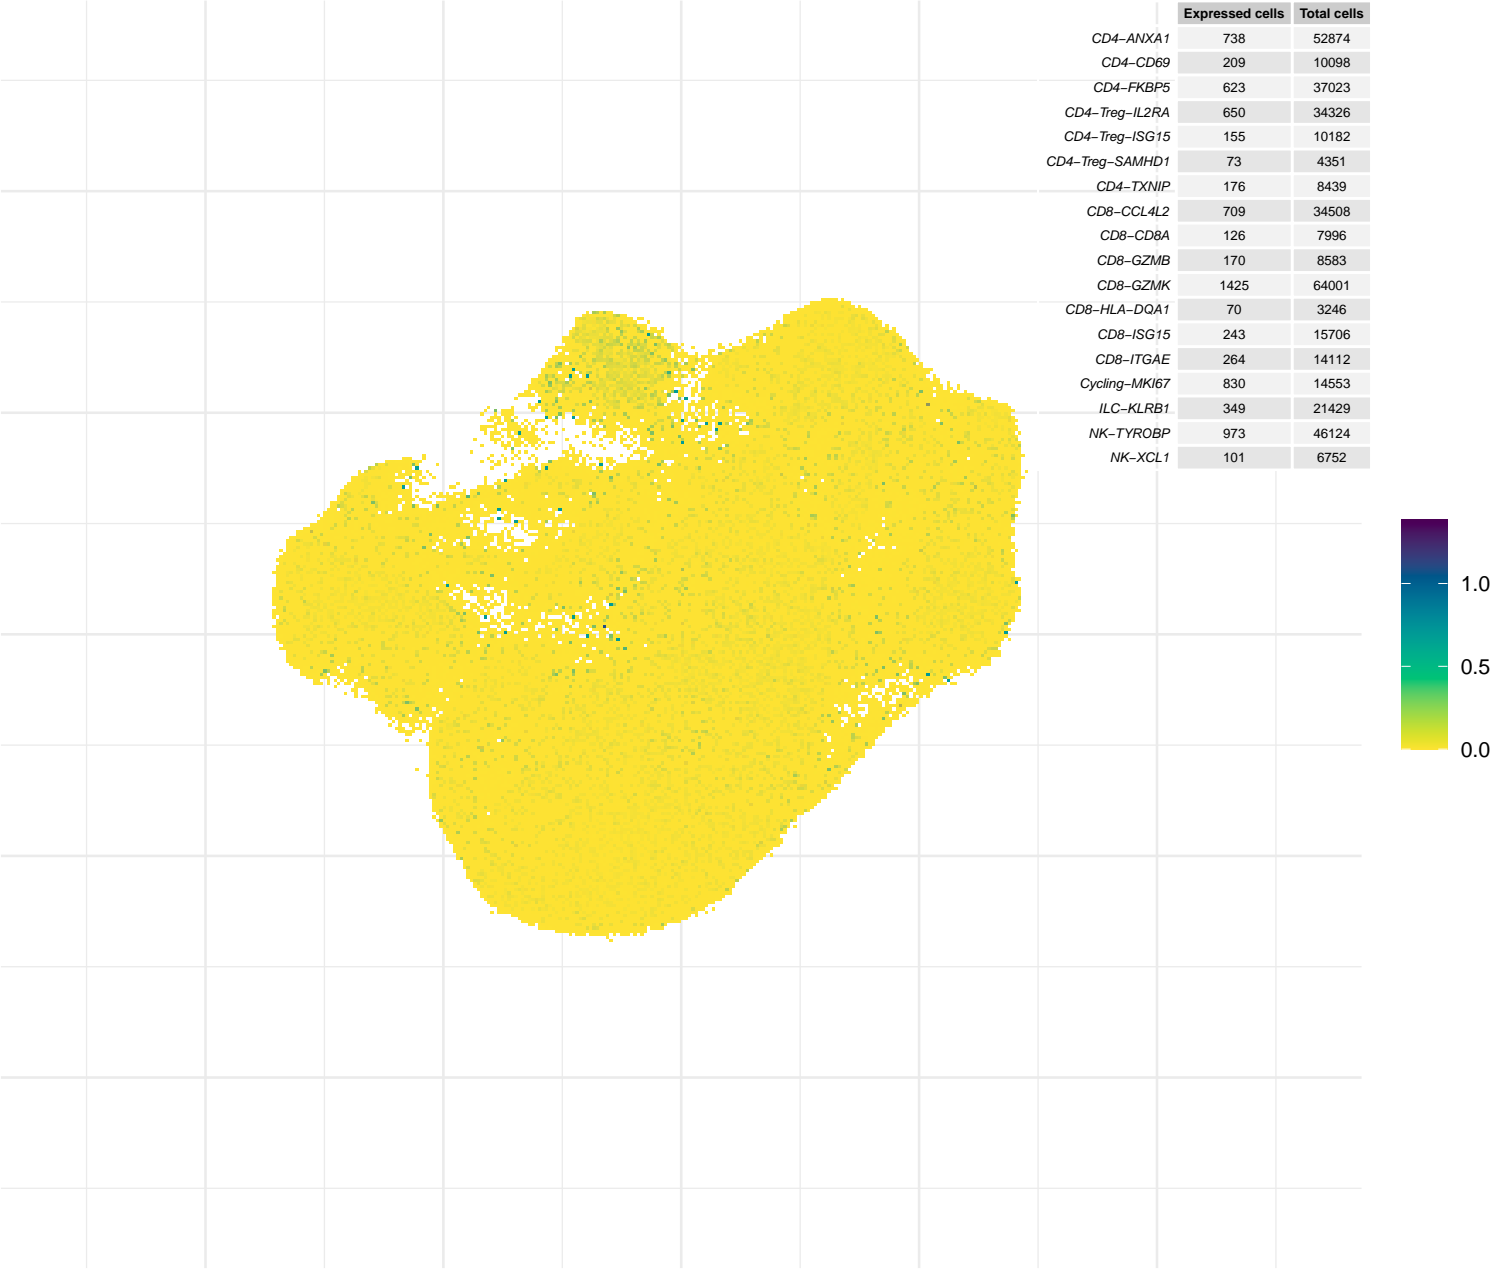 Expressed cells Total cells
CD4−ANXA1 738 52874
CD4−CD69 209 10098
CD4−FKBP5 623 37023
CD4−Treg−IL2RA 650 34326
CD4−Treg−ISG15 155 10182
CD4−Treg−SAMHD1 73 4351
CD4−TXNIP 176 8439
CD8−CCL4L2 709 34508
CD8−CD8A 126 7996
CD8−GZMB 170 8583
CD8−GZMK 1425 64001
CD8−HLA−DQA1 70 3246
CD8−ISG15 243 15706
CD8−ITGAE 264 14112
Cycling−MKI67 830 14553
ILC−KLRB1 349 21429
NK−TYROBP 973 46124
NK−XCL1 101 6752
1.0
0.5
0.0